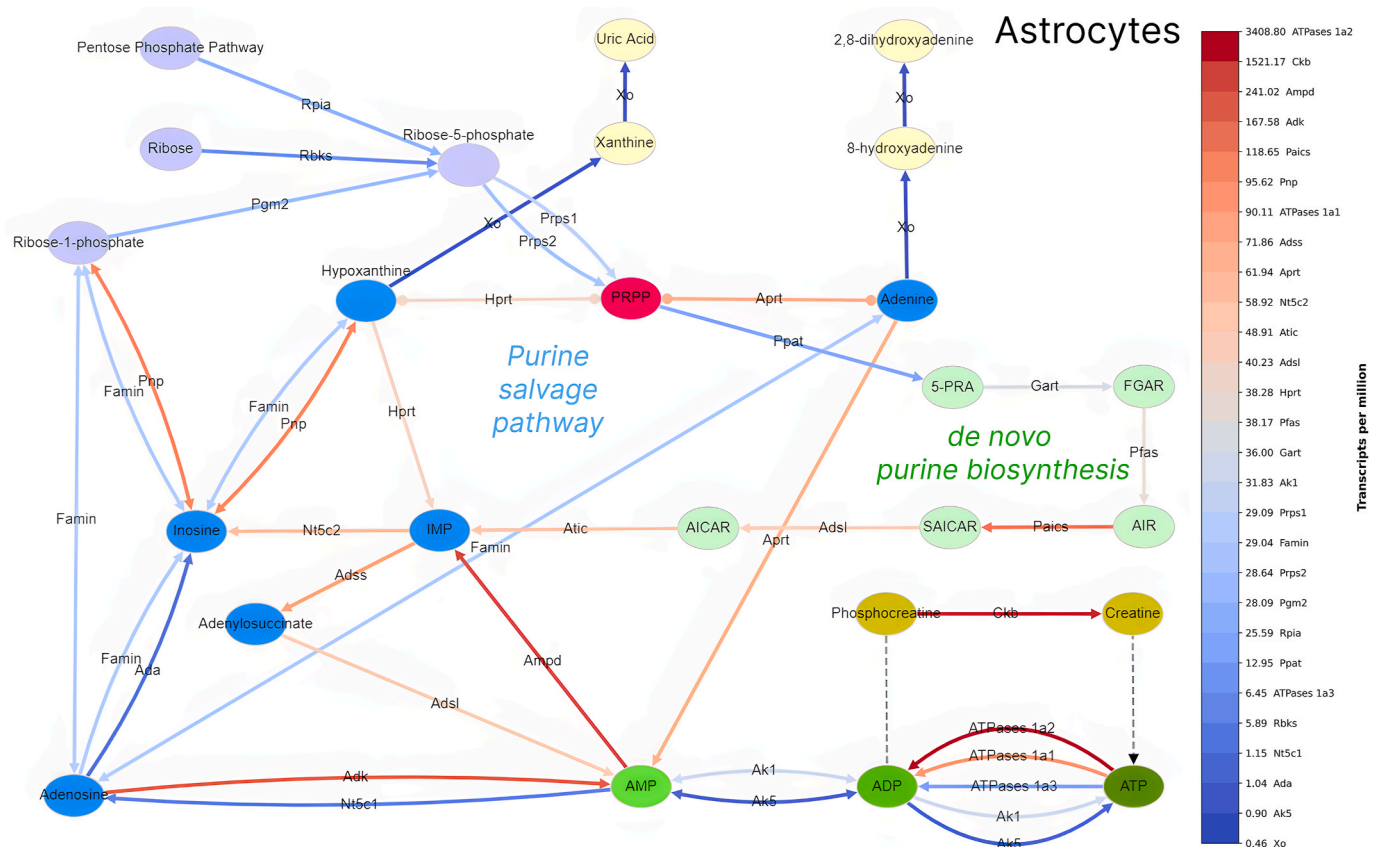 Astrocytes
Pentose Phosphate Pathway
Uric Acid
2,8-dihydroxyadenine
Rpia
Xo
Xo
Ribose
Rbks
Ribose-5-phosphate
Xanthine
8-hydroxyadenine
Pgm2
Xo
Prps1
Prps2
Xo
Ribose-1-phosphate
Hypoxanthine
Hprt
PRPP
Aprt
Adenine
Ppat
Purine
salvage
pathway
Pnp
Famin
Famin
Pnp
Hprt
5-PRA
Gart
FGAR
de novo
purine biosynthesis
Pfas
Famin
Inosine
Nt5c2
IMP
Atic
AICAR
Adsl
SAICAR
Paics
AIR
Famin
Aprt
Adss
Adenylosuccinate
Phosphocreatine
Ckb
Creatine
Famin
Ada
Ampd
Adsl
ATPases 1a2
ATPases 1a1
Adenosine
Adk
Nt5c1
AMP
Ak1
Ak5
ADP
ATPases 1a3
ATP
Ak1
Ak5
3408.80 ATPases 1a2
1521.17 Ckb
241.02 Ampd
167.58 Adk
118.65 Paics
95.62 Pnp
90.11 ATPases 1a1
71.86 Adss
61.94 Aprt
58.92 Nt5c2
48.91 Atic
40.23 Adsl
38.28 Hprt
38.17 Pfas
36.00 Gart
31.83 Ak1
29.09 Prps1
29.04 Famin
28.64 Prps2
28.09 Pgm2
25.59 Rpia
12.95 Ppat
6.45 ATPases 1a3
5.89 Rbks
1.15 Nt5c1
1.04 Ada
0.90 Ak5
0.46 Xo
Transcripts per million